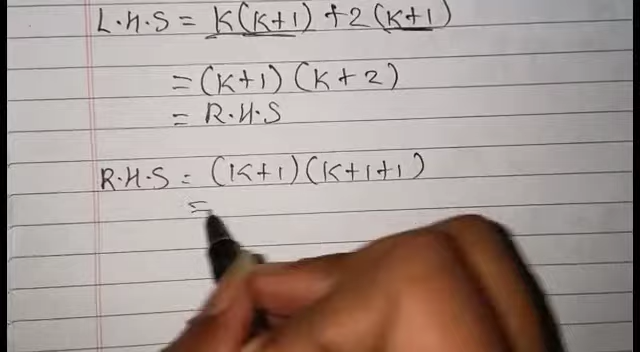 L.H.S = K(K+1) +2(K+1)
= (K+1) (K+2)
= R.H.S
R.H.S = (K+1)(K+1+1)
=